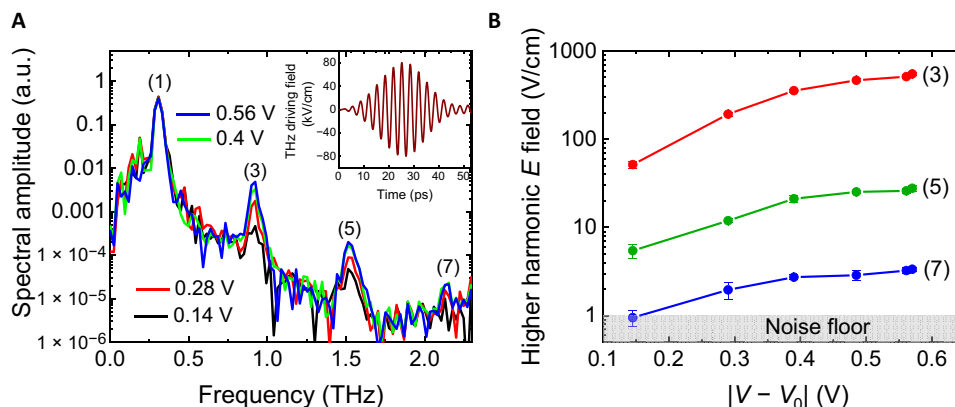 A
Spectral amplitude (a.u.)
1
0.1
0.01
0.001
1 × 10⁻⁴
1 × 10⁻⁵
1 × 10⁻⁶
(1)
(3)
(5)
(7)
0.56 V
0.4 V
0.28 V
0.14 V
THz driving field
(kV/cm)
80
40
0
−40
−80
0 10 20 30 40 50
Time (ps)
0.0 0.5 1.0 1.5 2.0
Frequency (THz)
B
Higher harmonic E field (V/cm)
1000
100
10
1
(3)
(5)
(7)
Noise floor
0.1 0.2 0.3 0.4 0.5 0.6
|V − V₀| (V)